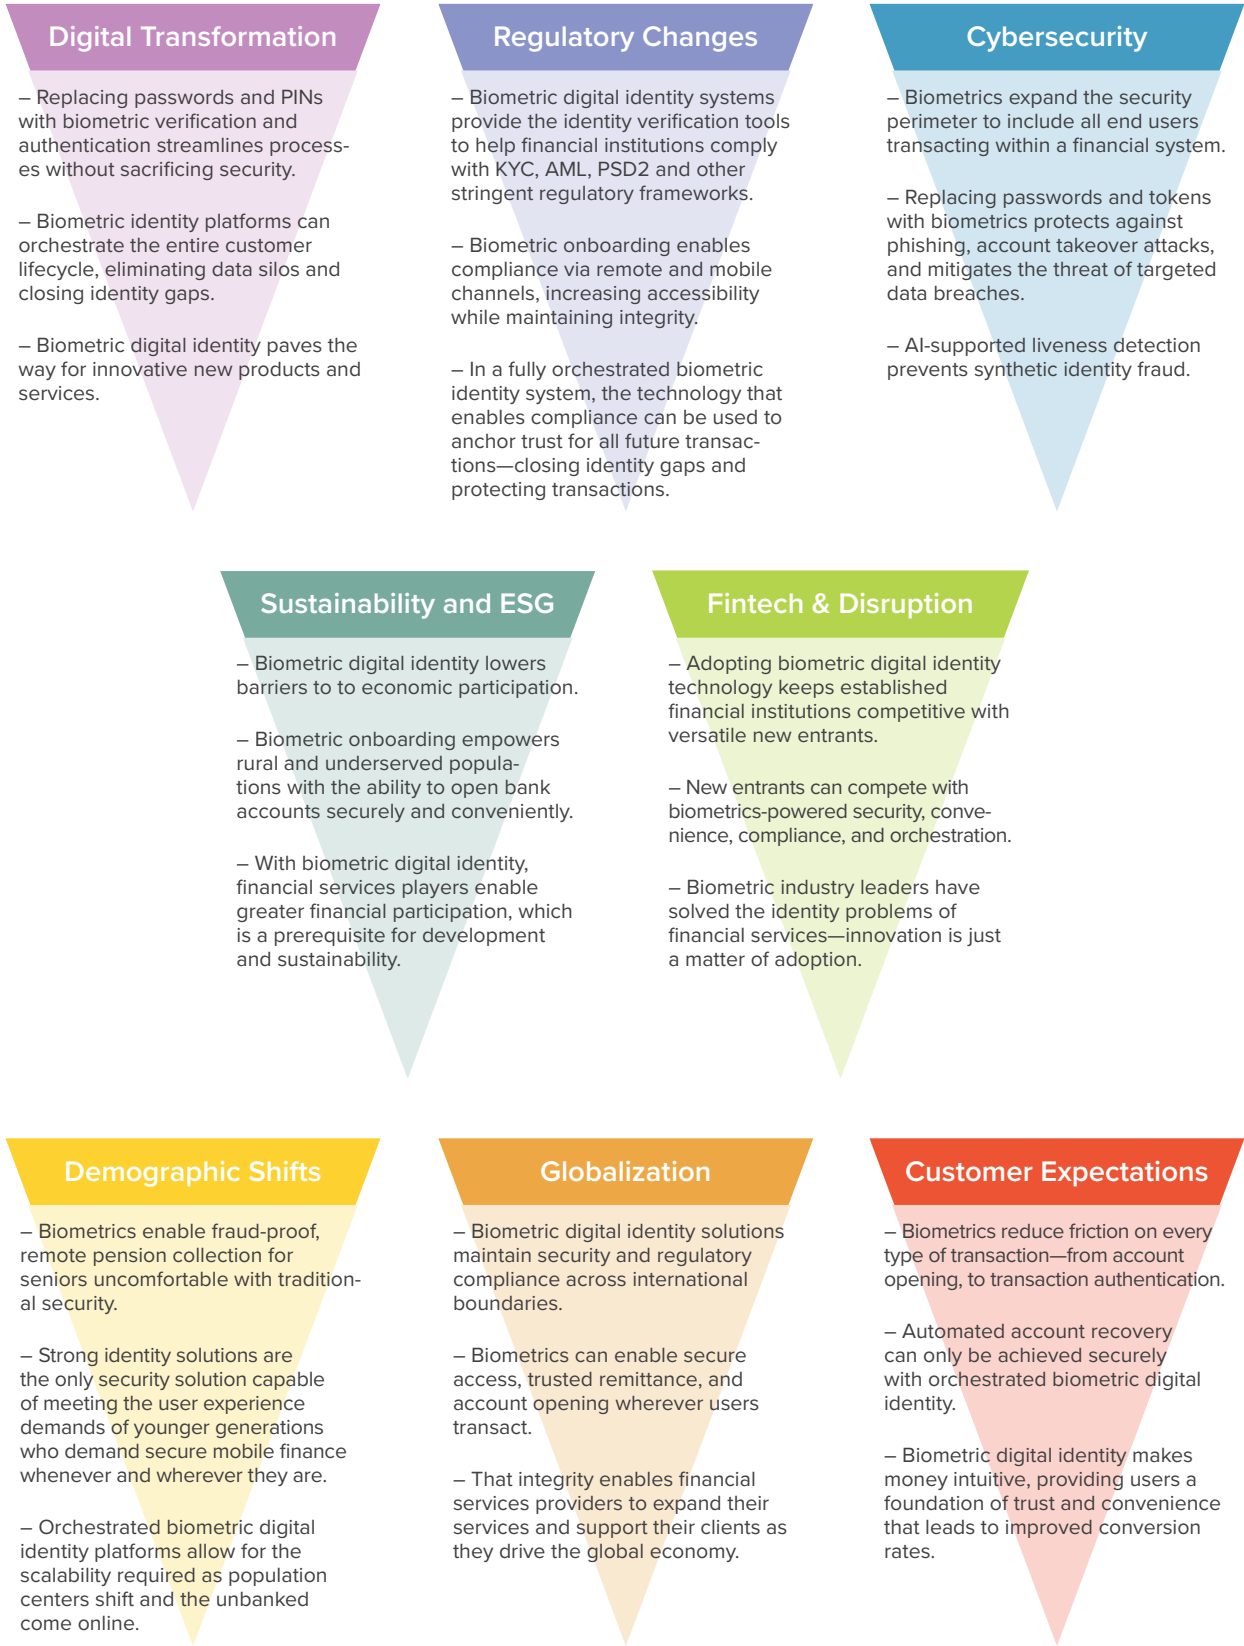 Digital Transformation
– Replacing passwords and PINs
with biometric verification and
authentication streamlines process-
es without sacrificing security.
– Biometric identity platforms can
orchestrate the entire customer
lifecycle, eliminating data silos and
closing identity gaps.
– Biometric digital identity paves the
way for innovative new products and
services.
Regulatory Changes
– Biometric digital identity systems
provide the identity verification tools
to help financial institutions comply
with KYC, AML, PSD2 and other
stringent regulatory frameworks.
– Biometric onboarding enables
compliance via remote and mobile
channels, increasing accessibility
while maintaining integrity.
– In a fully orchestrated biometric
identity system, the technology that
enables compliance can be used to
anchor trust for all future transac-
tions—closing identity gaps and
protecting transactions.
Cybersecurity
– Biometrics expand the security
perimeter to include all end users
transacting within a financial system.
– Replacing passwords and tokens
with biometrics protects against
phishing, account takeover attacks,
and mitigates the threat of targeted
data breaches.
– AI-supported liveness detection
prevents synthetic identity fraud.
Sustainability and ESG
– Biometric digital identity lowers
barriers to to economic participation.
– Biometric onboarding empowers
rural and underserved popula-
tions with the ability to open bank
accounts securely and conveniently.
– With biometric digital identity,
financial services players enable
greater financial participation, which
is a prerequisite for development
and sustainability.
Fintech & Disruption
– Adopting biometric digital identity
technology keeps established
financial institutions competitive with
versatile new entrants.
– New entrants can compete with
biometrics-powered security, conve-
nience, compliance, and orchestration.
– Biometric industry leaders have
solved the identity problems of
financial services—innovation is just
a matter of adoption.
Demographic Shifts
– Biometrics enable fraud-proof,
remote pension collection for
seniors uncomfortable with tradition-
al security.
– Strong identity solutions are
the only security solution capable
of meeting the user experience
demands of younger generations
who demand secure mobile finance
whenever and wherever they are.
– Orchestrated biometric digital
identity platforms allow for the
scalability required as population
centers shift and the unbanked
come online.
Globalization
– Biometric digital identity solutions
maintain security and regulatory
compliance across international
boundaries.
– Biometrics can enable secure
access, trusted remittance, and
account opening wherever users
transact.
– That integrity enables financial
services providers to expand their
services and support their clients as
they drive the global economy.
Customer Expectations
– Biometrics reduce friction on every
type of transaction—from account
opening, to transaction authentication.
– Automated account recovery
can only be achieved securely
with orchestrated biometric digital
identity.
– Biometric digital identity makes
money intuitive, providing users a
foundation of trust and convenience
that leads to improved conversion
rates.